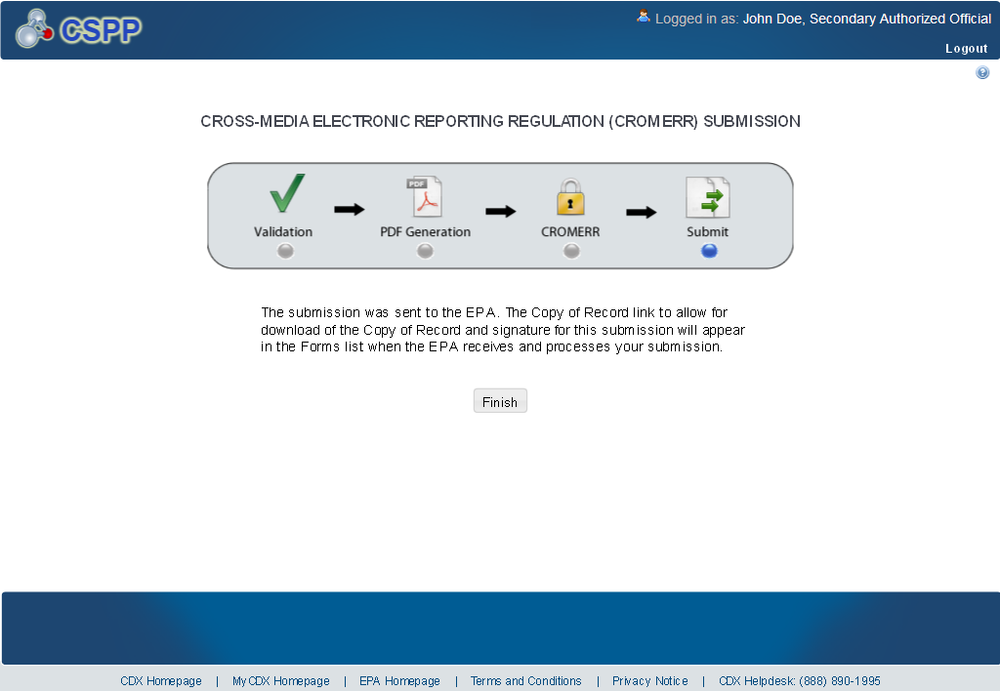 CSPP
Logged in as: John Doe, Secondary Authorized Official
Logout
CROSS-MEDIA ELECTRONIC REPORTING REGULATION (CROMERR) SUBMISSION
PDF
Validation PDF Generation CROMERR Submit
The submission was sent to the EPA. The Copy of Record link to allow for
download of the Copy of Record and signature for this submission will appear
in the Forms list when the EPA receives and processes your submission.
Finish
CDX Homepage | MyCDX Homepage | EPA Homepage | Terms and Conditions | Privacy Notice | CDX Helpdesk: (888) 890-1995